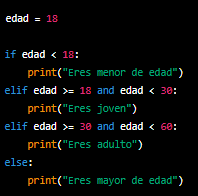 edad = 18
if edad < 18:
    print("Eres menor de edad")
elif edad >= 18 and edad < 30:
    print("Eres joven")
elif edad >= 30 and edad < 60:
    print("Eres adulto")
else:
    print("Eres mayor de edad")